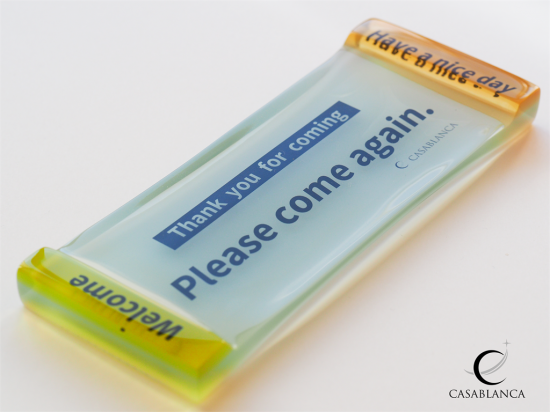 Have a nice day
Thank you for coming
Please come again.
CASABLANCA
Welcome
CASABLANCA